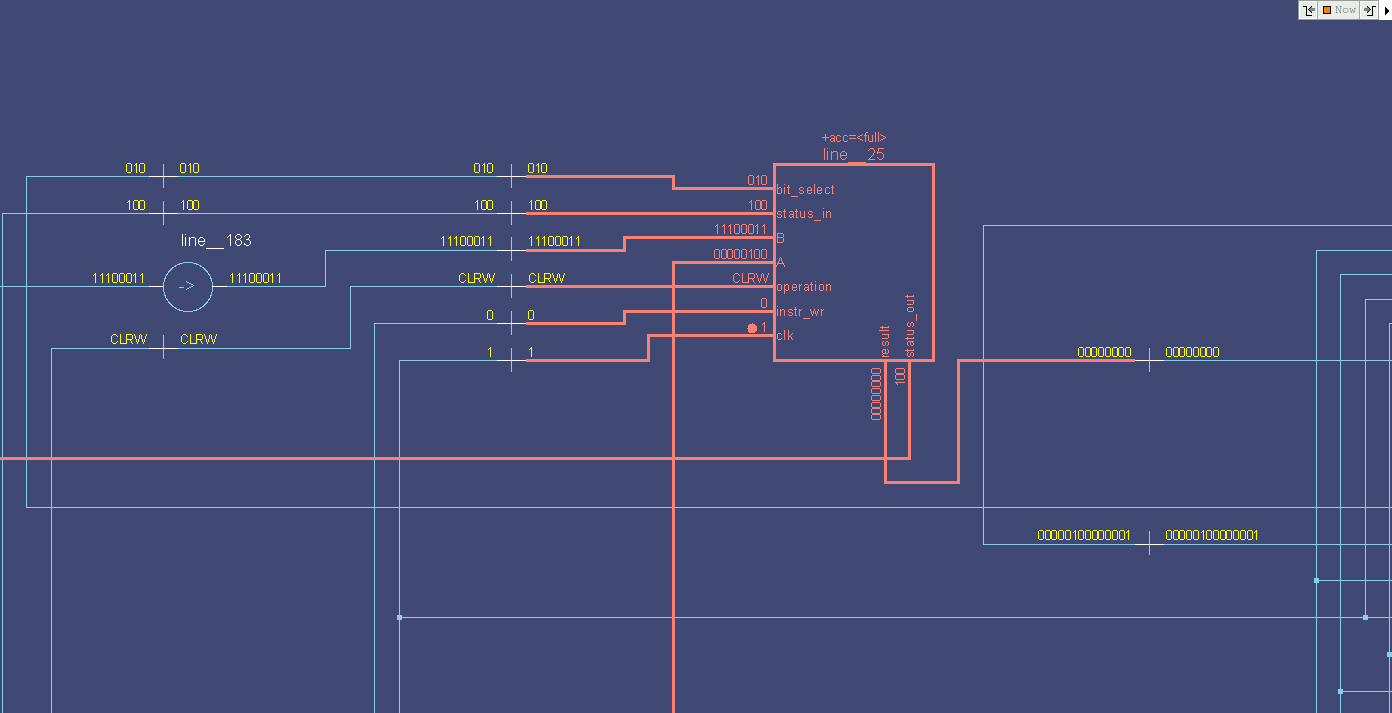 Now
+acc=<full>
line__25
010 010 010 010 010
bit_select
100 100 100 100 100
status_in
line__183
11100011 11100011 11100011
B
00000100
A
11100011 -> 11100011
CLRW CLRW CLRW
operation
0 0 0
instr_wr
1 1 1
clk
CLRW CLRW
result
status_out
00000000
100
00000000 00000000
00000100000001 00000100000001